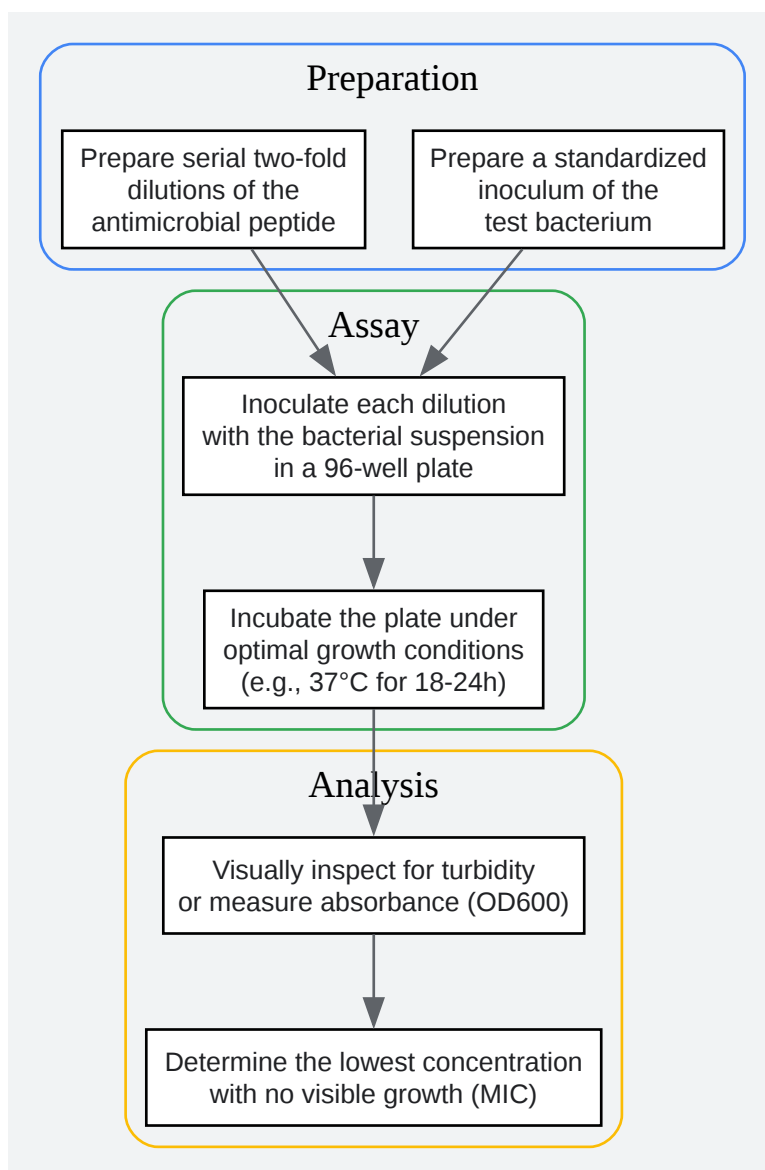 Preparation
Prepare serial two-fold
dilutions of the
antimicrobial peptide
Prepare a standardized
inoculum of the
test bacterium
Assay
Inoculate each dilution
with the bacterial suspension
in a 96-well plate
Incubate the plate under
optimal growth conditions
(e.g., 37°C for 18-24h)
Analysis
Visually inspect for turbidity
or measure absorbance (OD600)
Determine the lowest concentration
with no visible growth (MIC)